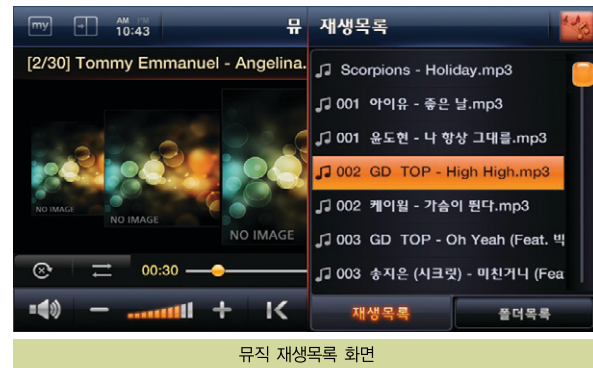 my AM PM 10:43 뮤 재생목록
[2/30] Tommy Emmanuel - Angelina.
Scorpions - Holiday.mp3
001 아이유 - 좋은 날.mp3
001 윤도현 - 나 항상 그대를.mp3
002 GD TOP - High High.mp3
002 케이윌 - 가슴이 뛴다.mp3
003 GD TOP - Oh Yeah (Feat. 빅
003 송지은 (시크릿) - 미친거니 (Fea
NO IMAGE
NO IMAGE
NO IMAGE
00:30
재생목록
폴더목록
뮤직 재생목록 화면